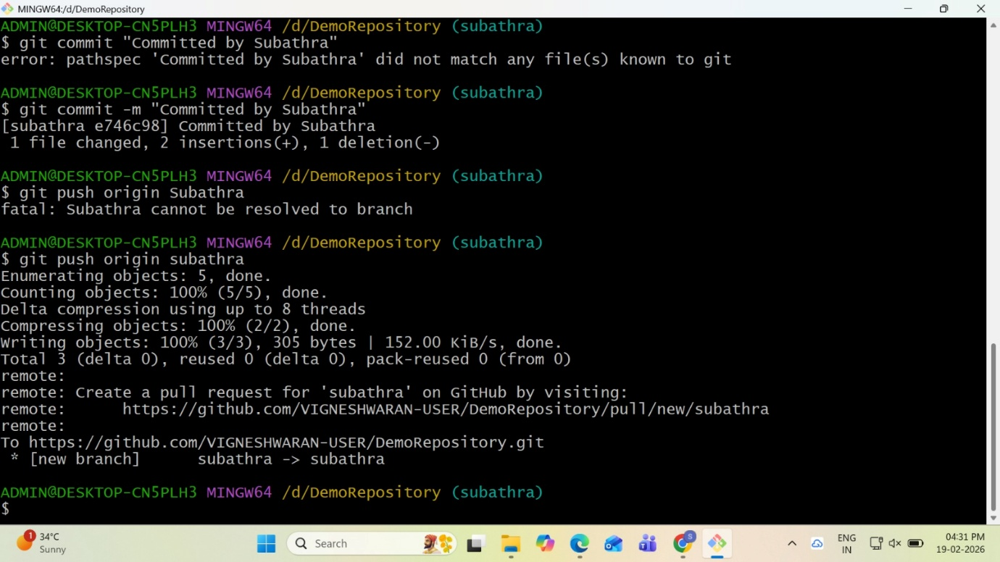 MINGW64:/d/DemoRepository
ADMIN@DESKTOP-CN5PLH3 MINGW64 /d/DemoRepository (subathra)
$ git commit "Committed by Subathra"
error: pathspec 'Committed by Subathra' did not match any file(s) known to git
ADMIN@DESKTOP-CN5PLH3 MINGW64 /d/DemoRepository (subathra)
$ git commit -m "Committed by Subathra"
[subathra e746c98] Committed by Subathra
1 file changed, 2 insertions(+), 1 deletion(-)
ADMIN@DESKTOP-CN5PLH3 MINGW64 /d/DemoRepository (subathra)
$ git push origin Subathra
fatal: Subathra cannot be resolved to branch
ADMIN@DESKTOP-CN5PLH3 MINGW64 /d/DemoRepository (subathra)
$ git push origin subathra
Enumerating objects: 5, done.
Counting objects: 100% (5/5), done.
Delta compression using up to 8 threads
Compressing objects: 100% (2/2), done.
Writing objects: 100% (3/3), 305 bytes | 152.00 KiB/s, done.
Total 3 (delta 0), reused 0 (delta 0), pack-reused 0 (from 0)
remote:
remote: Create a pull request for 'subathra' on GitHub by visiting:
remote:      https://github.com/VIGNESHWARAN-USER/DemoRepository/pull/new/subathra
remote:
To https://github.com/VIGNESHWARAN-USER/DemoRepository.git
* [new branch]      subathra -> subathra
ADMIN@DESKTOP-CN5PLH3 MINGW64 /d/DemoRepository (subathra)
$
1
34°C
Sunny
Search
T
S
ENG
IN
04:31 PM
19-02-2026